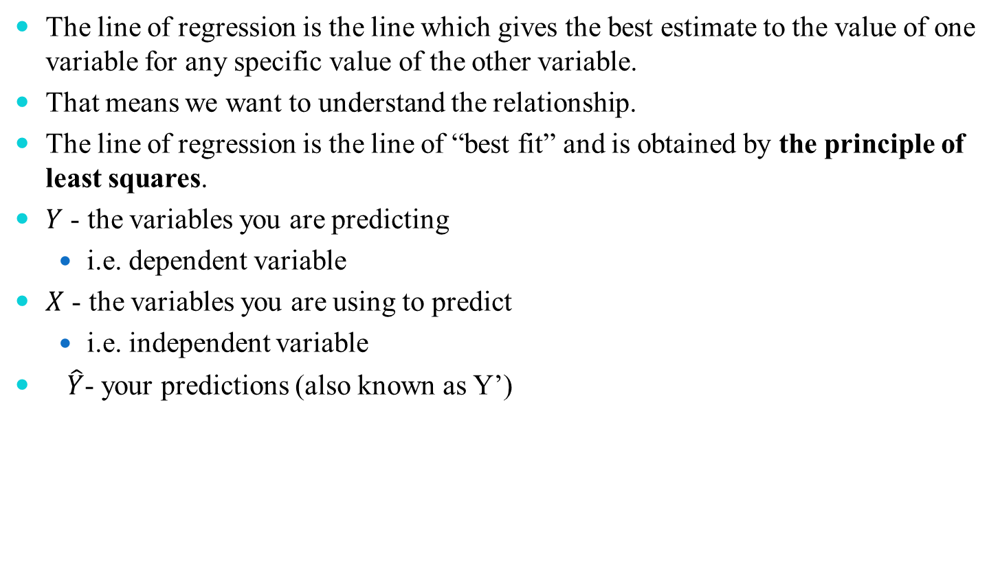 • The line of regression is the line which gives the best estimate to the value of one
variable for any specific value of the other variable.
• That means we want to understand the relationship.
• The line of regression is the line of “best fit” and is obtained by the principle of
least squares.
• Y - the variables you are predicting
• i.e. dependent variable
• X - the variables you are using to predict
• i.e. independent variable
• Ŷ- your predictions (also known as Y’)